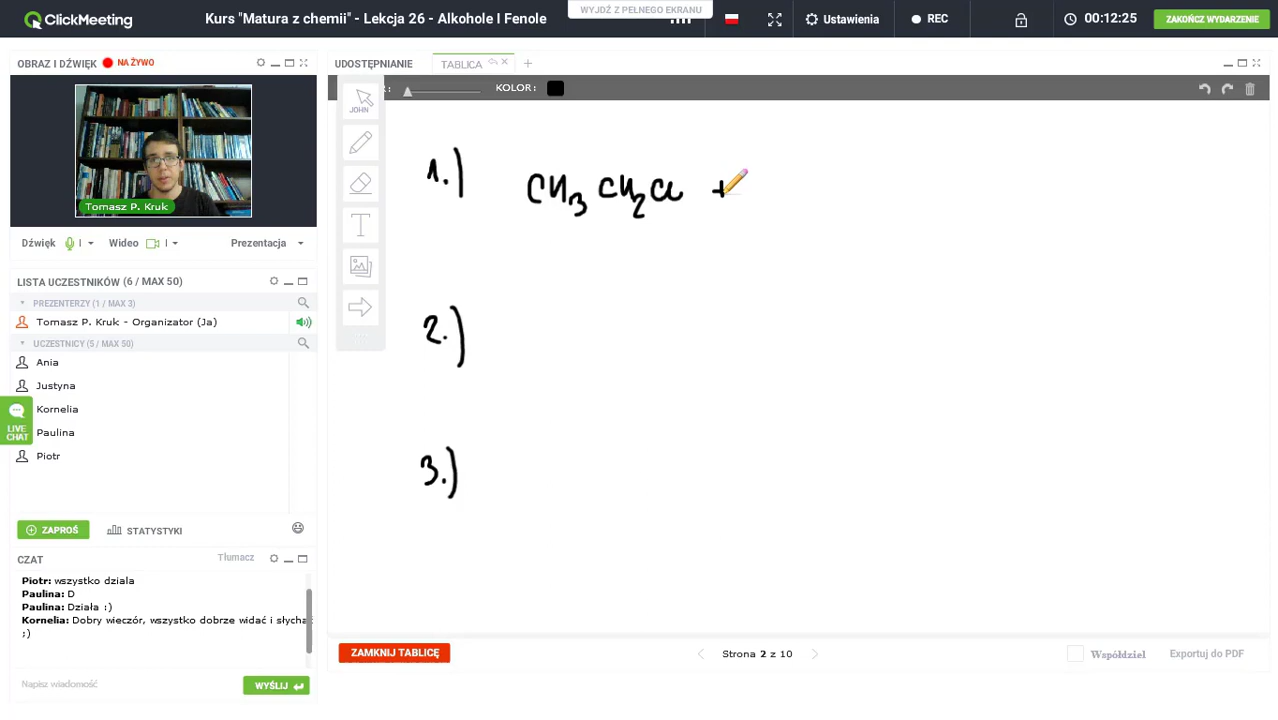 ClickMeeting
Kurs "Matura z chemii" - Lekcja 26 - Alkohole I Fenole
WYJDŹ Z PEŁNEGO EKRANU
Ustawienia
REC
00:12:25
ZAKOŃCZ WYDARZENIE
OBRAZ I DŹWIĘK NA ŻYWO
Tomasz P. Kruk
Dźwięk
Wideo
Prezentacja
LISTA UCZESTNIKÓW (6 / MAX 50)
PREZENTERZY (1 / MAX 3)
Tomasz P. Kruk - Organizator (Ja)
UCZESTNICY (5 / MAX 50)
Ania
Justyna
Kornelia
Paulina
Piotr
LIVE
CHAT
ZAPROŚ
STATYSTYKI
CZAT
Tłumacz
Piotr: wszystko dziala
Paulina: D
Paulina: Działa :)
Kornelia: Dobry wieczór, wszystko dobrze widać i słychać
;)
Napisz wiadomość
WYŚLIJ
UDOSTĘPNIANIE
TABLICA
KOLOR:
JOHN
T
1.) CH3CH2Cl +
2.)
3.)
ZAMKNIJ TABLICĘ
Strona 2 z 10
Współdziel
Exportuj do PDF